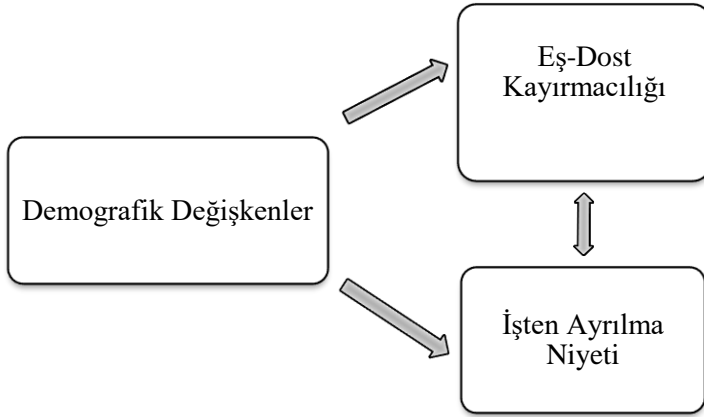 Eş-Dost
Kayırmacılığı
Demografik Değişkenler
İşten Ayrılma
Niyeti